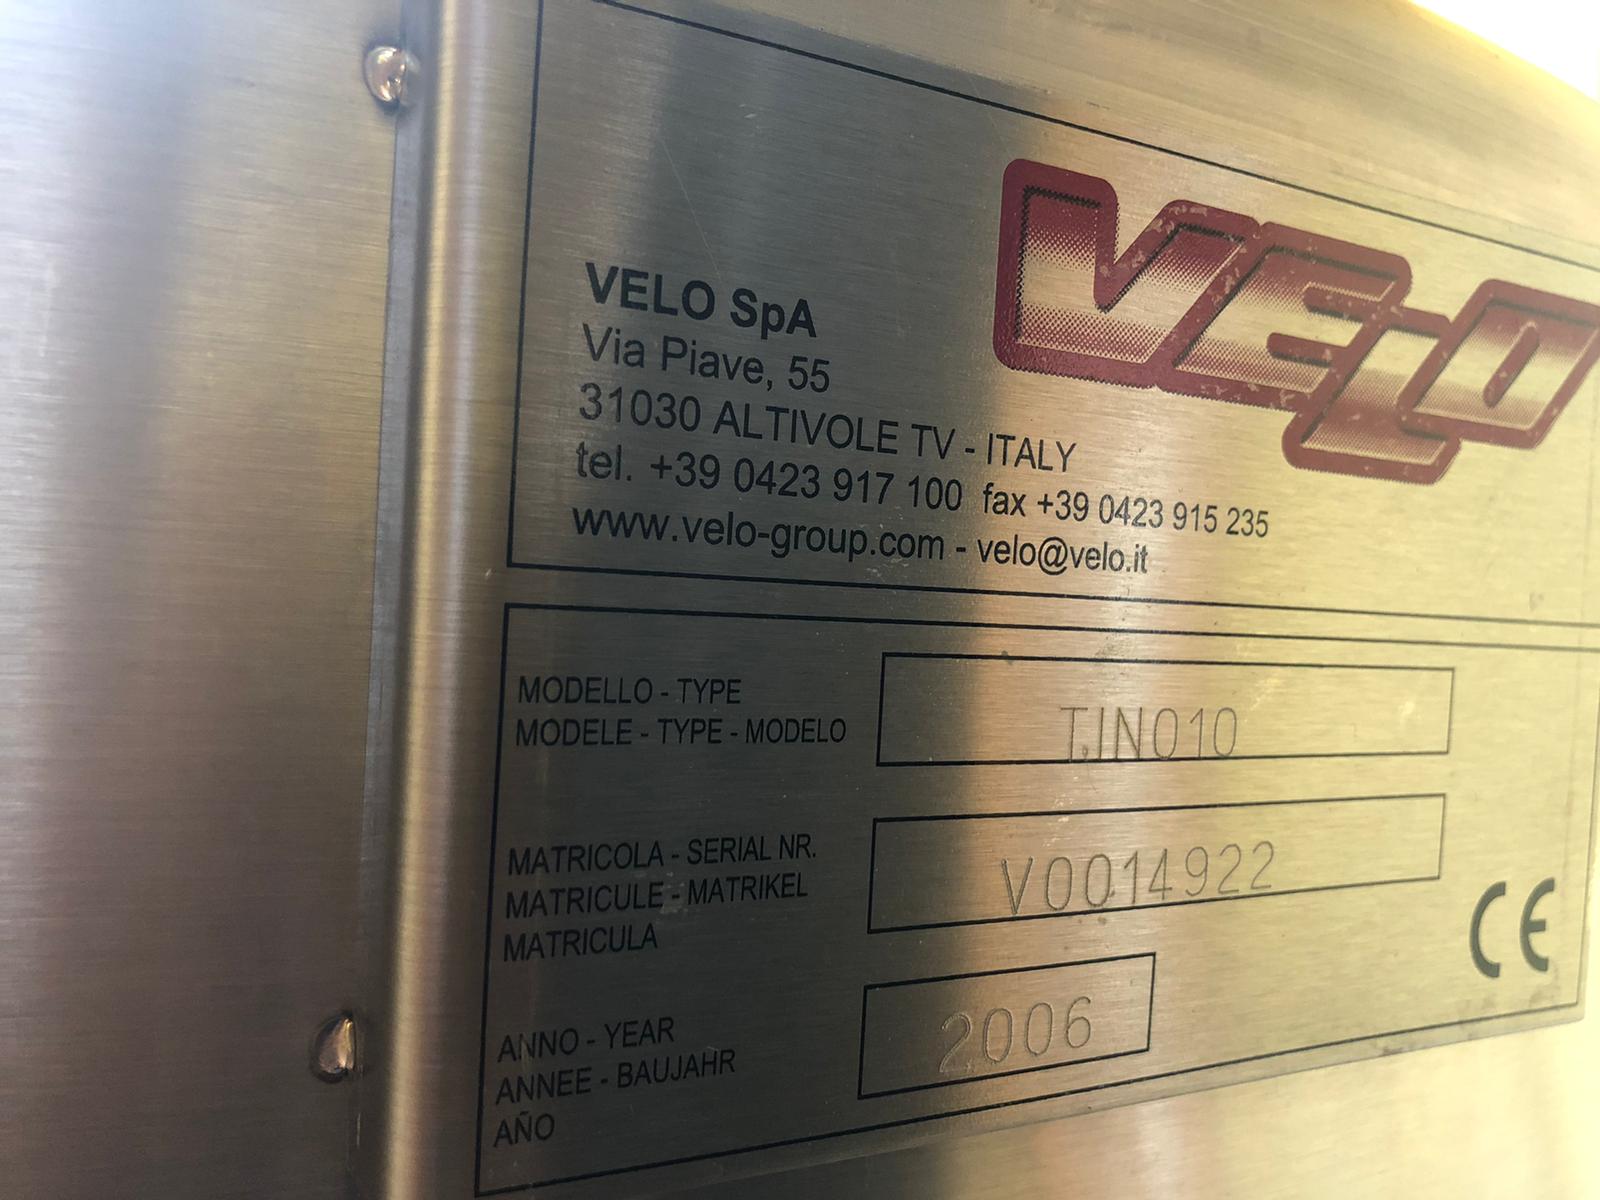 VELO
VELO SpA
Via Piave, 55
31030 ALTIVOLE TV - ITALY
tel. +39 0423 917 100 fax +39 0423 915 235
www.velo-group.com - velo@velo.it
MODELLO - TYPE
MODELE - TYPE - MODELO
T.IN010
MATRICOLA - SERIAL NR.
MATRICULE - MATRIKEL
MATRICULA
V0014922
CE
ANNO - YEAR
ANNEE - BAUJAHR
AÑO
2006